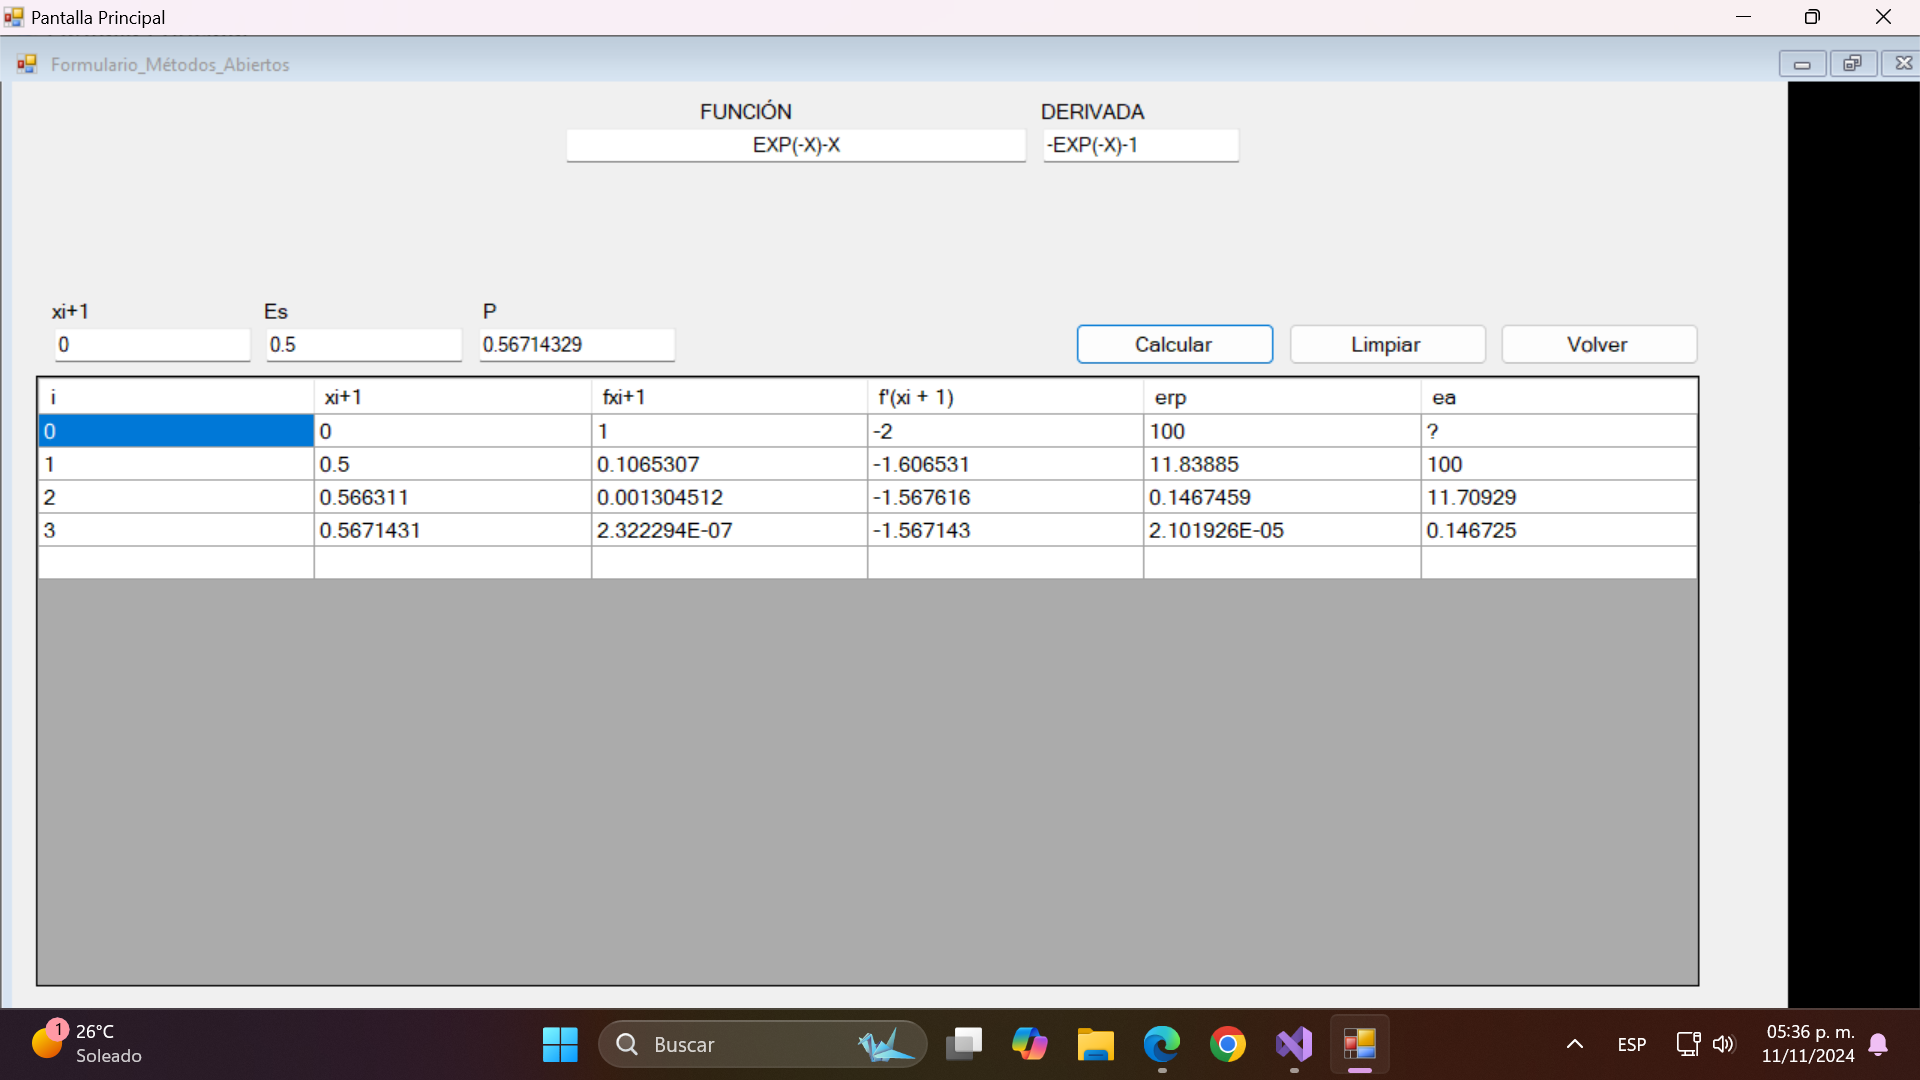 Pantalla Principal
Formulario_Métodos_Abiertos
FUNCIÓN DERIVADA
EXP(-X)-X -EXP(-X)-1
xi+1 Es P
0 0.5 0.56714329 Calcular Limpiar Volver
i xi+1 fxi+1 f'(xi + 1) erp ea
0 0 1 -2 100 ?
1 0.5 0.1065307 -1.606531 11.83885 100
2 0.566311 0.001304512 -1.567616 0.1467459 11.70929
3 0.5671431 2.322294E-07 -1.567143 2.101926E-05 0.146725
1 26°C
Soleado
Buscar
ESP
05:36 p. m.
11/11/2024